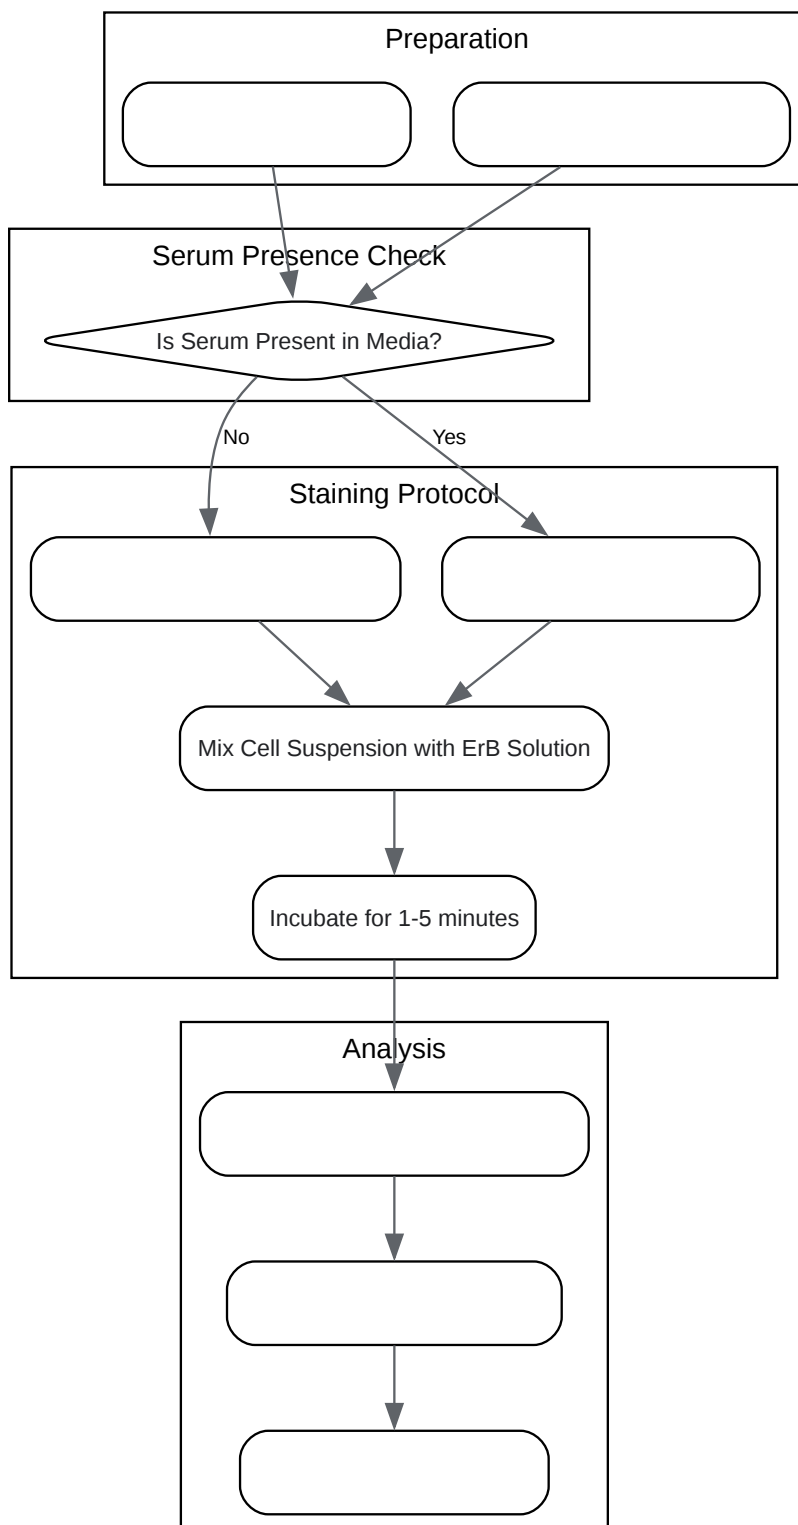 Preparation
Serum Presence Check
Is Serum Present in Media?
No
Yes
Staining Protocol
Mix Cell Suspension with ErB Solution
Incubate for 1-5 minutes
Analysis